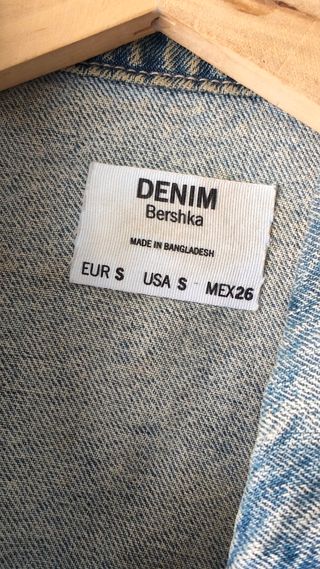 DENIM
Bershka
MADE IN BANGLADESH
EUR S USA S MEX26